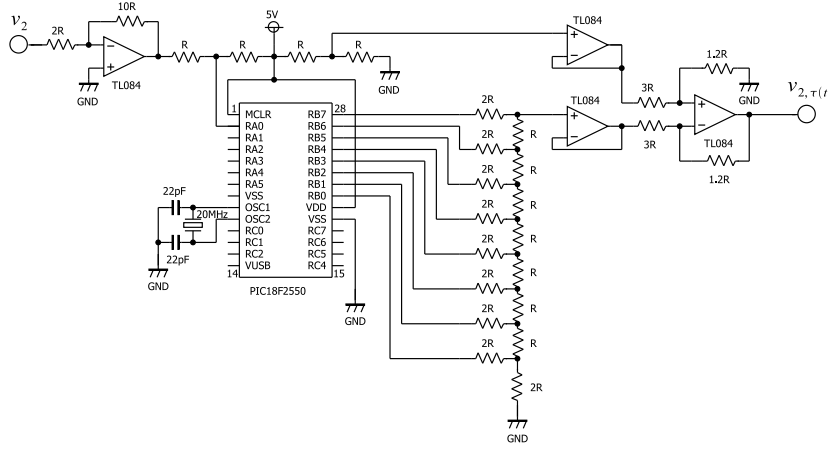 v2
2R
10R
TL084
GND
R
R
5V
R
R
GND
TL084
3R
1.2R
GND
v2, τ(t
TL084
3R
TL084
1.2R
1
28
MCLR
RA0
RA1
RA2
RA3
RA4
RA5
VSS
OSC1
OSC2
RC0
RC1
RC2
VUSB
RB7
RB6
RB5
RB4
RB3
RB2
RB1
RB0
VDD
VSS
RC7
RC6
RC5
RC4
14
15
PIC18F2550
22pF
20MHz
22pF
GND
GND
2R
R
2R
R
2R
R
2R
R
2R
R
2R
R
2R
R
2R
2R
GND